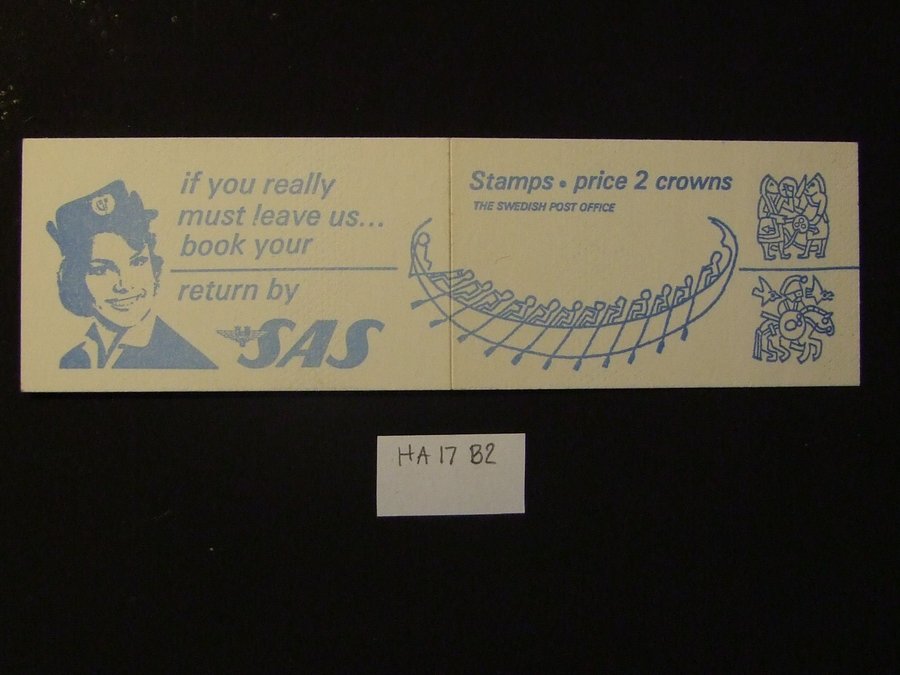 if you really
must leave us...
book your
return by
SAS
Stamps • price 2 crowns
THE SWEDISH POST OFFICE
HA 17 B2